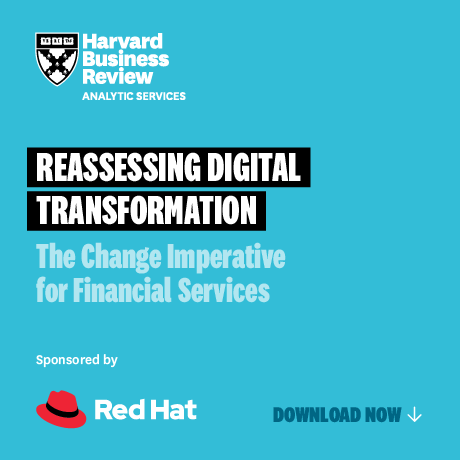 Harvard
Business
Review
ANALYTIC SERVICES
REASSESSING DIGITAL
TRANSFORMATION
The Change Imperative
for Financial Services
Sponsored by
Red Hat
DOWNLOAD NOW ↓